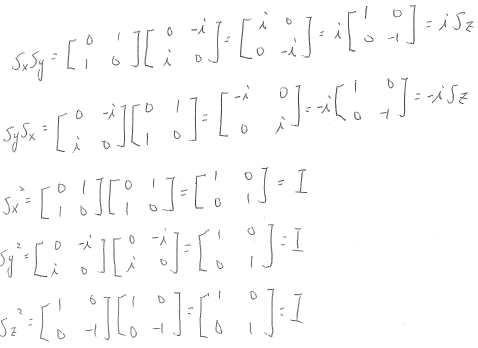 SxSy = [0 1; 1 0][0 -i; i 0] = [i 0; 0 -i] = i[1 0; 0 -1] = iSz
SySx = [0 -i; i 0][0 1; 1 0] = [-i 0; 0 i] = -i[1 0; 0 -1] = -iSz
Sx² = [0 1; 1 0][0 1; 1 0] = [1 0; 0 1] = I
Sy² = [0 -i; i 0][0 -i; i 0] = [1 0; 0 1] = I
Sz² = [1 0; 0 -1][1 0; 0 -1] = [1 0; 0 1] = I